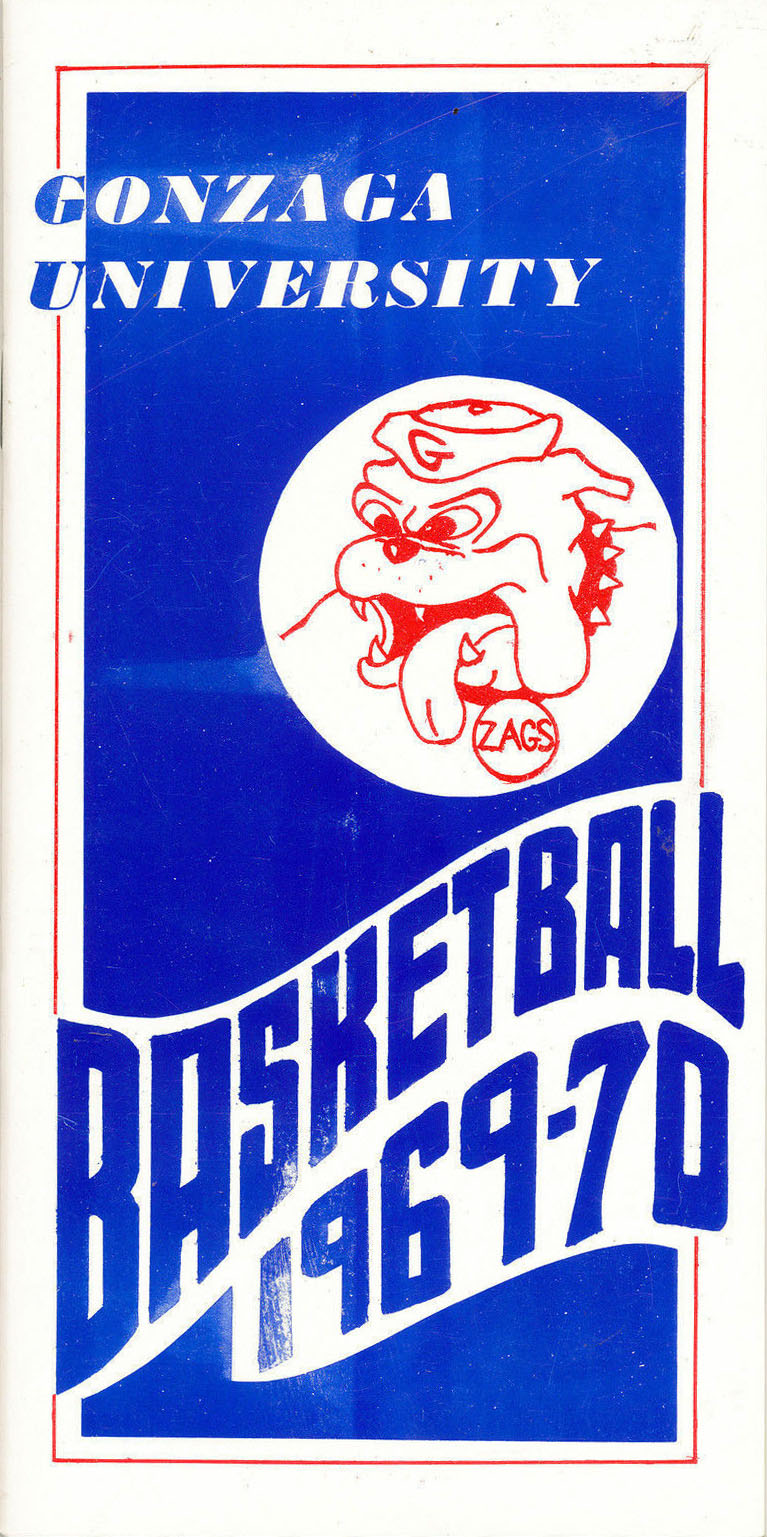 GONZAGA
UNIVERSITY
G
ZAGS
BASKETBALL
1969-70